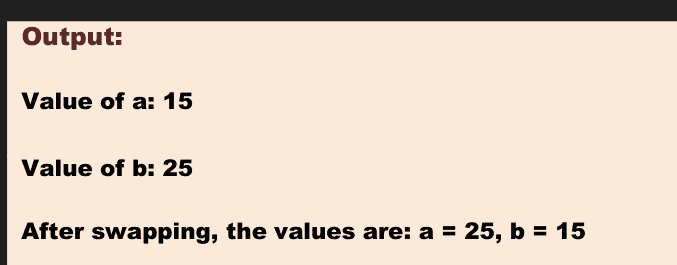 Output:
Value of a: 15
Value of b: 25
After swapping, the values are: a = 25, b = 15